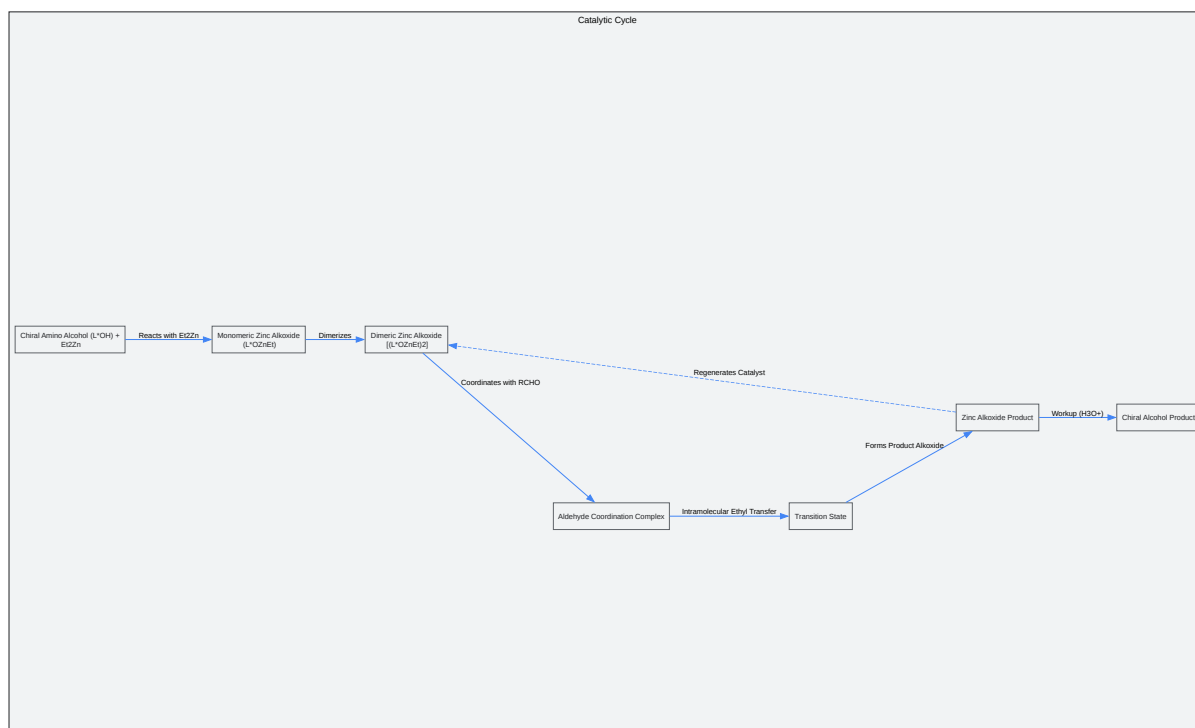 Catalytic Cycle
Chiral Amino Alcohol (L*OH) +
Et2Zn
Reacts with Et2Zn
Monomeric Zinc Alkoxide
(L*OZnEt)
Dimerizes
Dimeric Zinc Alkoxide
[(L*OZnEt)2]
Coordinates with RCHO
Regenerates Catalyst
Zinc Alkoxide Product
Workup (H3O+)
Chiral Alcohol Product
Forms Product Alkoxide
Aldehyde Coordination Complex
Intramolecular Ethyl Transfer
Transition State